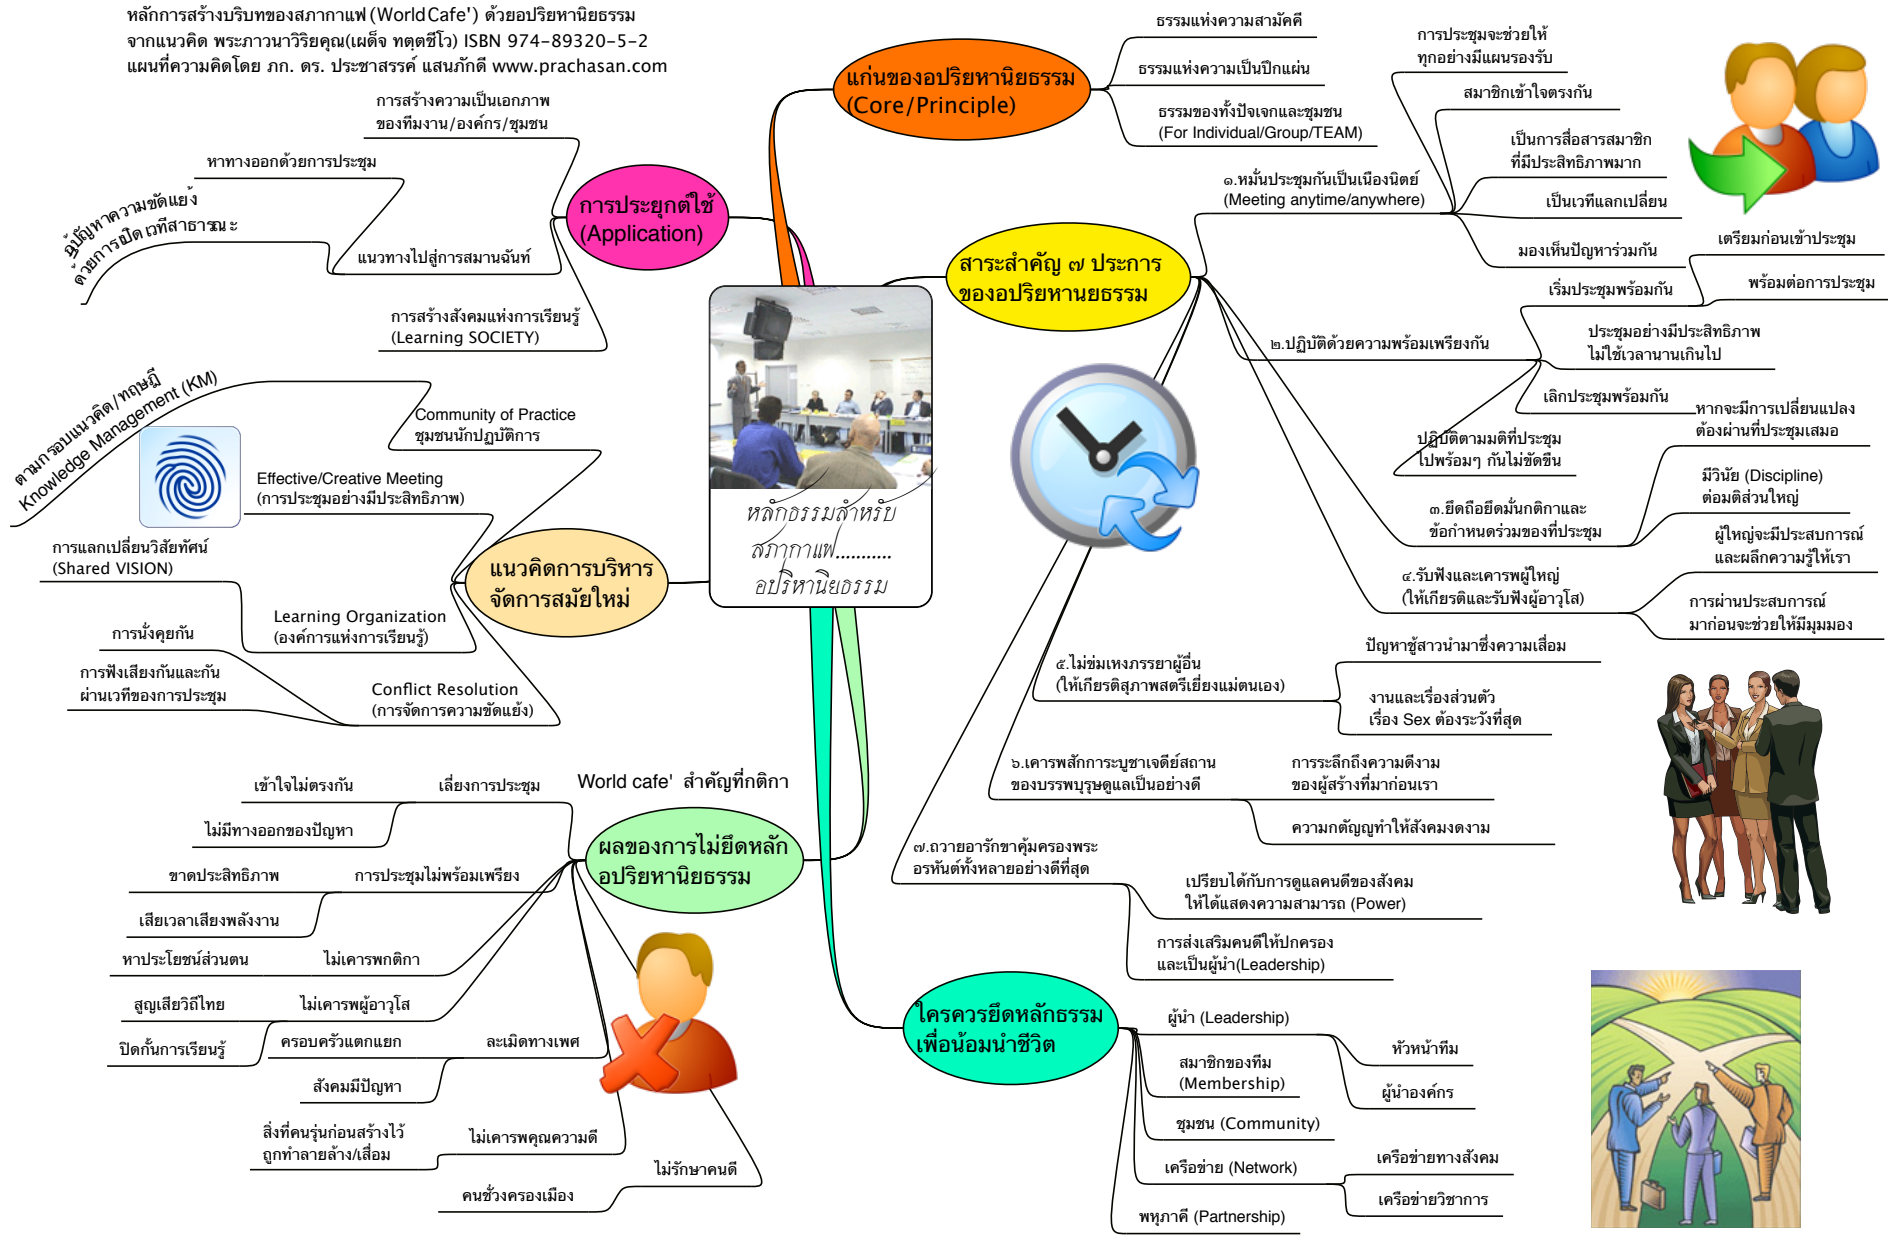 หลักการสร้างบริบทของสภากาแฟ (World Cafe') ด้วยอปริยหานิยธรรม
จากแนวคิด พระภาวนาวิริยคุณ(เผด็จ ทตฺตชีโว) ISBN 974-89320-5-2
แผนที่ความคิดโดย ภก. ดร. ประชาสรรค์ แสนภักดี www.prachasan.com
หลักธรรมสำหรับ
สภากาแฟ..........
อปริหานิยธรรม
แก่นของอปริยหานิยธรรม
(Core/Principle)
ธรรมแห่งความสามัคคี
ธรรมแห่งความเป็นปึกแผ่น
ธรรมของทั้งปัจเจกและชุมชน
(For Individual/Group/TEAM)
สาระสำคัญ ๗ ประการ
ของอปริยหานยธรรม
๑.หมั่นประชุมกันเป็นเนืองนิตย์
(Meeting anytime/anywhere)
การประชุมจะช่วยให้
ทุกอย่างมีแผนรองรับ
สมาชิกเข้าใจตรงกัน
เป็นการสื่อสารสมาชิก
ที่มีประสิทธิภาพมาก
เป็นเวทีแลกเปลี่ยน
มองเห็นปัญหาร่วมกัน
๒.ปฏิบัติด้วยความพร้อมเพรียงกัน
เริ่มประชุมพร้อมกัน
เตรียมก่อนเข้าประชุม
พร้อมต่อการประชุม
ประชุมอย่างมีประสิทธิภาพ
ไม่ใช้เวลานานเกินไป
เลิกประชุมพร้อมกัน
ปฏิบัติตามมติที่ประชุม
ไปพร้อมๆ กันไม่ขัดขืน
๓.ยึดถือยึดมั่นกติกาและ
ข้อกำหนดร่วมของที่ประชุม
หากจะมีการเปลี่ยนแปลง
ต้องผ่านที่ประชุมเสมอ
มีวินัย (Discipline)
ต่อมติส่วนใหญ่
๔.รับฟังและเคารพผู้ใหญ่
(ให้เกียรติและรับฟังผู้อาวุโส)
ผู้ใหญ่จะมีประสบการณ์
และผลึกความรู้ให้เรา
การผ่านประสบการณ์
มาก่อนจะช่วยให้มีมุมมอง
๕.ไม่ข่มเหงภรรยาผู้อื่น
(ให้เกียรติสุภาพสตรีเยี่ยงแม่ตนเอง)
ปัญหาชู้สาวนำมาซึ่งความเสื่อม
งานและเรื่องส่วนตัว
เรื่อง Sex ต้องระวังที่สุด
๖.เคารพสักการะบูชาเจดีย์สถาน
ของบรรพบุรุษดูแลเป็นอย่างดี
การระลึกถึงความดีงาม
ของผู้สร้างที่มาก่อนเรา
ความกตัญญูทำให้สังคมงดงาม
๗.ถวายอารักขาคุ้มครองพระ
อรหันต์ทั้งหลายอย่างดีที่สุด
เปรียบได้กับการดูแลคนดีของสังคม
ให้ได้แสดงความสามารถ (Power)
การส่งเสริมคนดีให้ปกครอง
และเป็นผู้นำ(Leadership)
ใครควรยึดหลักธรรม
เพื่อน้อมนำชีวิต
ผู้นำ (Leadership)
หัวหน้าทีม
ผู้นำองค์กร
สมาชิกของทีม
(Membership)
ชุมชน (Community)
เครือข่าย (Network)
เครือข่ายทางสังคม
เครือข่ายวิชาการ
พหุภาคี (Partnership)
การประยุกต์ใช้
(Application)
การสร้างความเป็นเอกภาพ
ของทีมงาน/องค์กร/ชุมชน
แนวทางไปสู่การสมานฉันท์
หาทางออกด้วยการประชุม
กู้ปัญหาความขัดแย้ง
ด้วยการเปิดเวทีสาธารณะ
การสร้างสังคมแห่งการเรียนรู้
(Learning SOCIETY)
แนวคิดการบริหาร
จัดการสมัยใหม่
Community of Practice
ชุมชนนักปฏิบัติการ
ตามกรอบแนวคิด/ทฤษฎี
Knowledge Management (KM)
Effective/Creative Meeting
(การประชุมอย่างมีประสิทธิภาพ)
Learning Organization
(องค์การแห่งการเรียนรู้)
การแลกเปลี่ยนวิสัยทัศน์
(Shared VISION)
Conflict Resolution
(การจัดการความขัดแย้ง)
การนั่งคุยกัน
การฟังเสียงกันและกัน
ผ่านเวทีของการประชุม
World cafe' สำคัญที่กติกา
ผลของการไม่ยึดหลัก
อปริยหานิยธรรม
เลี่ยงการประชุม
เข้าใจไม่ตรงกัน
ไม่มีทางออกของปัญหา
การประชุมไม่พร้อมเพรียง
ขาดประสิทธิภาพ
เสียเวลาเสียงพลังงาน
ไม่เคารพกติกา
หาประโยชน์ส่วนตน
ไม่เคารพผู้อาวุโส
สูญเสียวิถีไทย
ปิดกั้นการเรียนรู้
ละเมิดทางเพศ
ครอบครัวแตกแยก
สังคมมีปัญหา
ไม่เคารพคุณความดี
สิ่งที่คนรุ่นก่อนสร้างไว้
ถูกทำลายล้าง/เสื่อม
ไม่รักษาคนดี
คนชั่วงครองเมือง